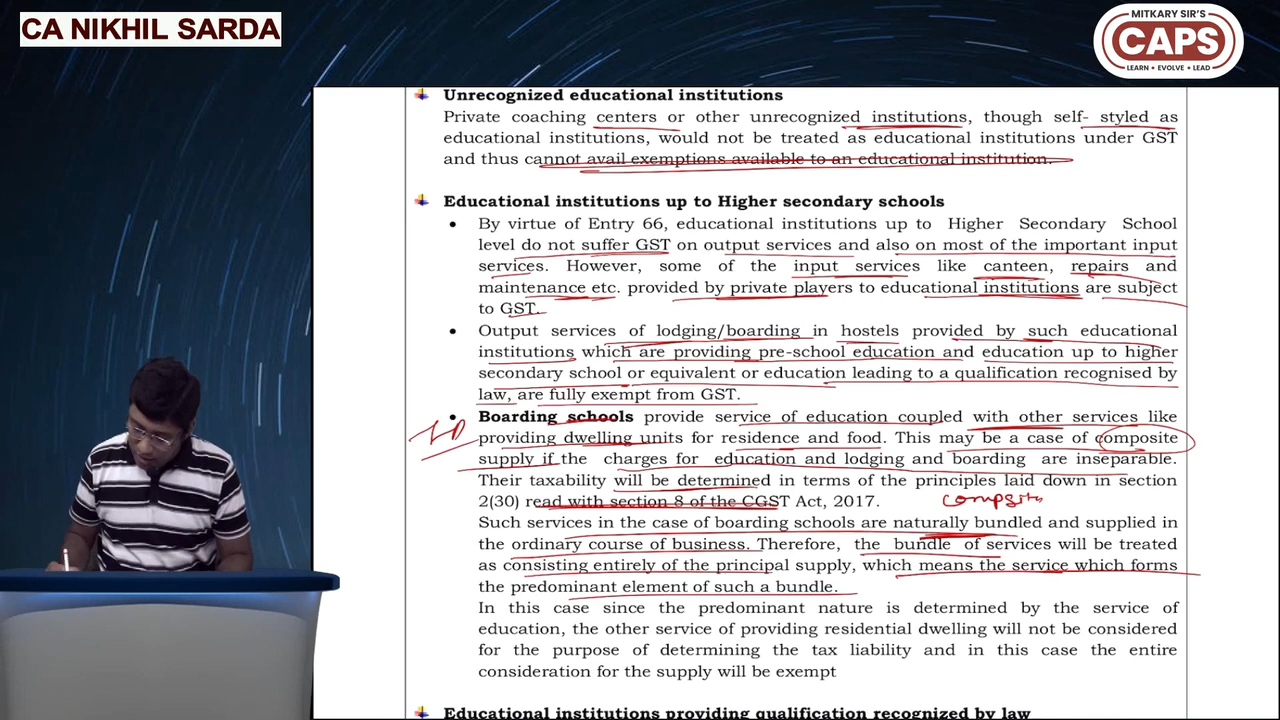 CA NIKHIL SARDA
MITKARY SIR'S
CAPS
LEARN • EVOLVE • LEAD
Unrecognized educational institutions
Private coaching centers or other unrecognized institutions, though self- styled as
educational institutions, would not be treated as educational institutions under GST
and thus cannot avail exemptions available to an educational institution.
Educational institutions up to Higher secondary schools
• By virtue of Entry 66, educational institutions up to Higher Secondary School
level do not suffer GST on output services and also on most of the important input
services. However, some of the input services like canteen, repairs and
maintenance etc. provided by private players to educational institutions are subject
to GST.
• Output services of lodging/boarding in hostels provided by such educational
institutions which are providing pre-school education and education up to higher
secondary school or equivalent or education leading to a qualification recognised by
law, are fully exempt from GST.
• Boarding schools provide service of education coupled with other services like
providing dwelling units for residence and food. This may be a case of composite
supply if the charges for education and lodging and boarding are inseparable.
Their taxability will be determined in terms of the principles laid down in section
2(30) read with section 8 of the CGST Act, 2017.
Such services in the case of boarding schools are naturally bundled and supplied in
the ordinary course of business. Therefore, the bundle of services will be treated
as consisting entirely of the principal supply, which means the service which forms
the predominant element of such a bundle.
In this case since the predominant nature is determined by the service of
education, the other service of providing residential dwelling will not be considered
for the purpose of determining the tax liability and in this case the entire
consideration for the supply will be exempt
Educational institutions providing qualification recognized by law